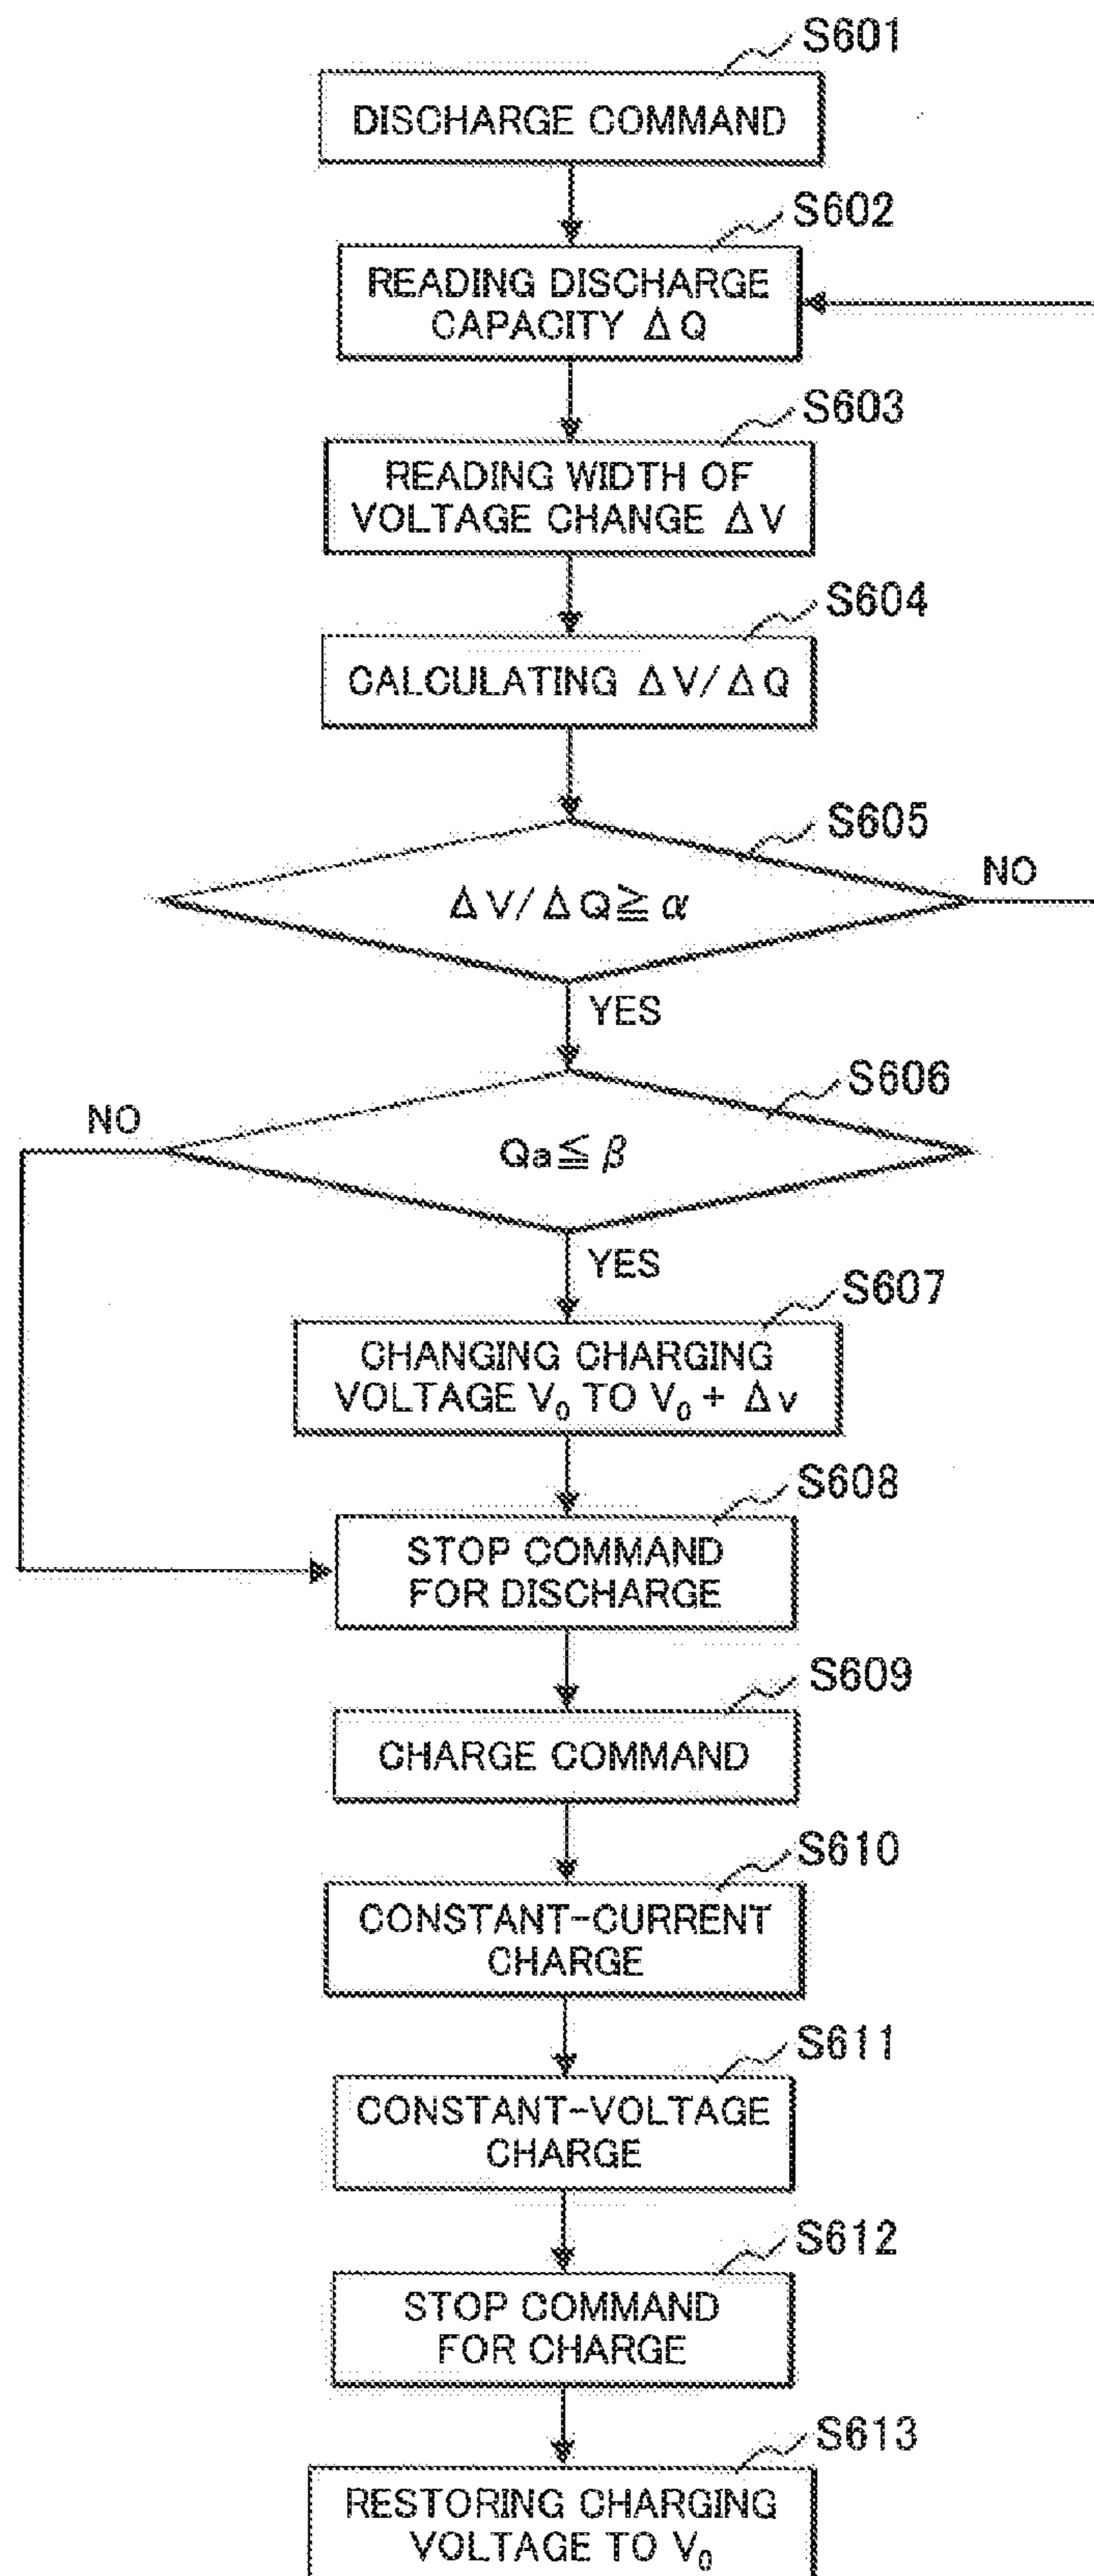 S601
DISCHARGE COMMAND
S602
READING DISCHARGE
CAPACITY ΔQ
S603
READING WIDTH OF
VOLTAGE CHANGE ΔV
S604
CALCULATING ΔV/ΔQ
S605
ΔV/ΔQ≧α
NO
YES
S606
Qa≦β
NO
YES
S607
CHANGING CHARGING
VOLTAGE V₀ TO V₀ + Δv
S608
STOP COMMAND
FOR DISCHARGE
S609
CHARGE COMMAND
S610
CONSTANT-CURRENT
CHARGE
S611
CONSTANT-VOLTAGE
CHARGE
S612
STOP COMMAND
FOR CHARGE
S613
RESTORING CHARGING
VOLTAGE TO V₀